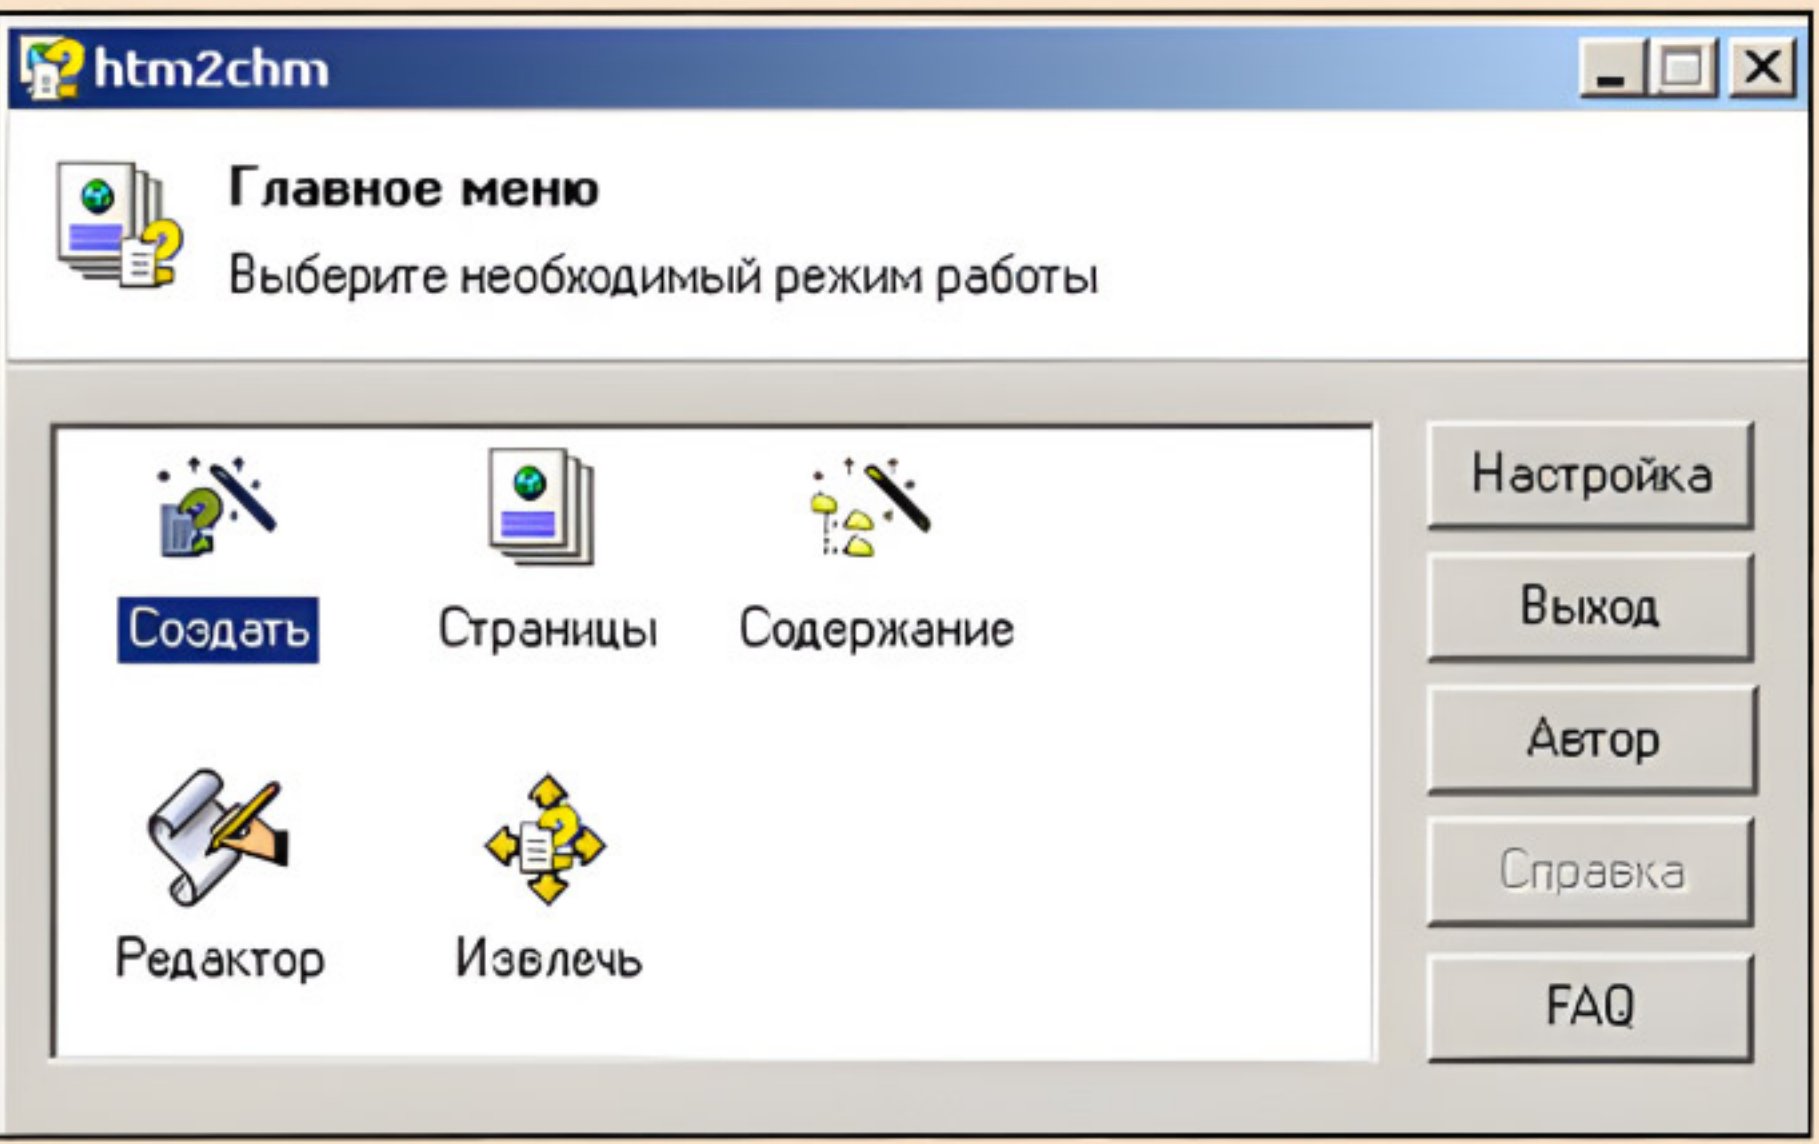 htm2chm
Главное меню
Выберите необходимый режим работы
Создать
Страницы
Содержание
Редактор
Извлечь
Настройка
Выход
Автор
Справка
FAQ